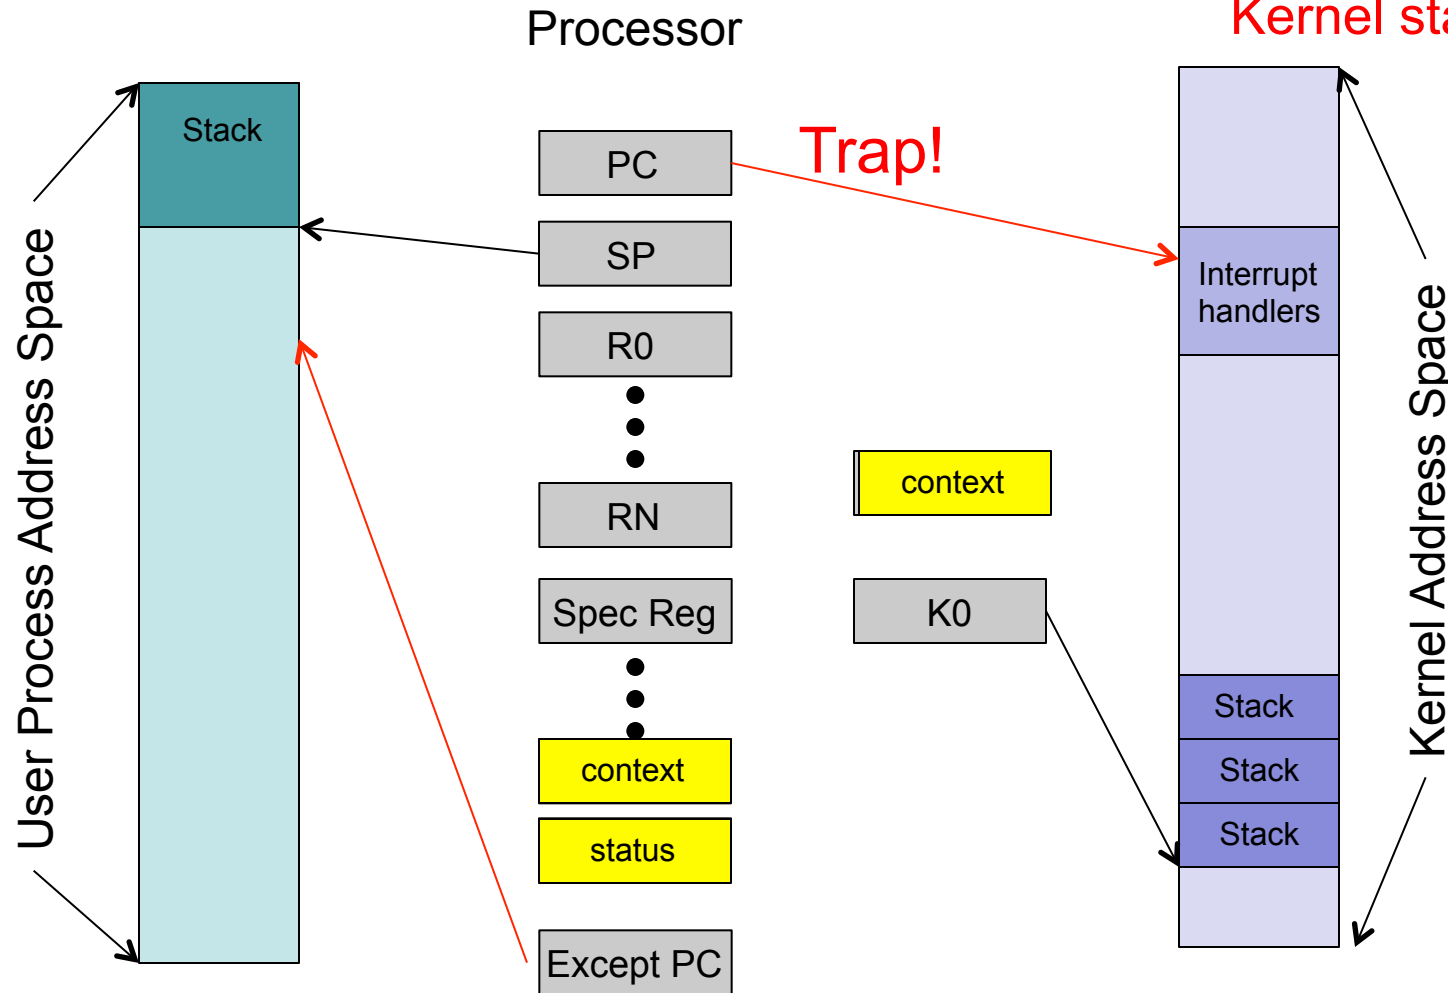 Processor
Kernel sta
User Process Address Space
Stack
PC
Trap!
SP
R0
RN
Spec Reg
context
status
Except PC
context
K0
Interrupt
handlers
Stack
Stack
Stack
Kernel Address Space